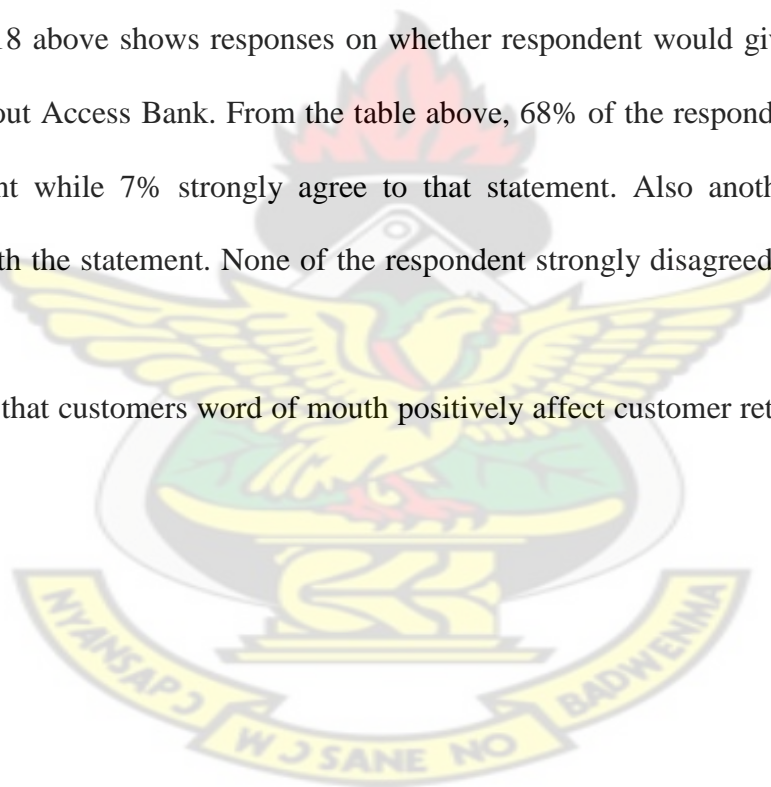 18 above shows responses on whether respondent would giv
out Access Bank. From the table above, 68% of the respond
nt while 7% strongly agree to that statement. Also anoth
th the statement. None of the respondent strongly disagreed
that customers word of mouth positively affect customer ret
NYANSAPƆ
WƆSANE NO
BADWENMA